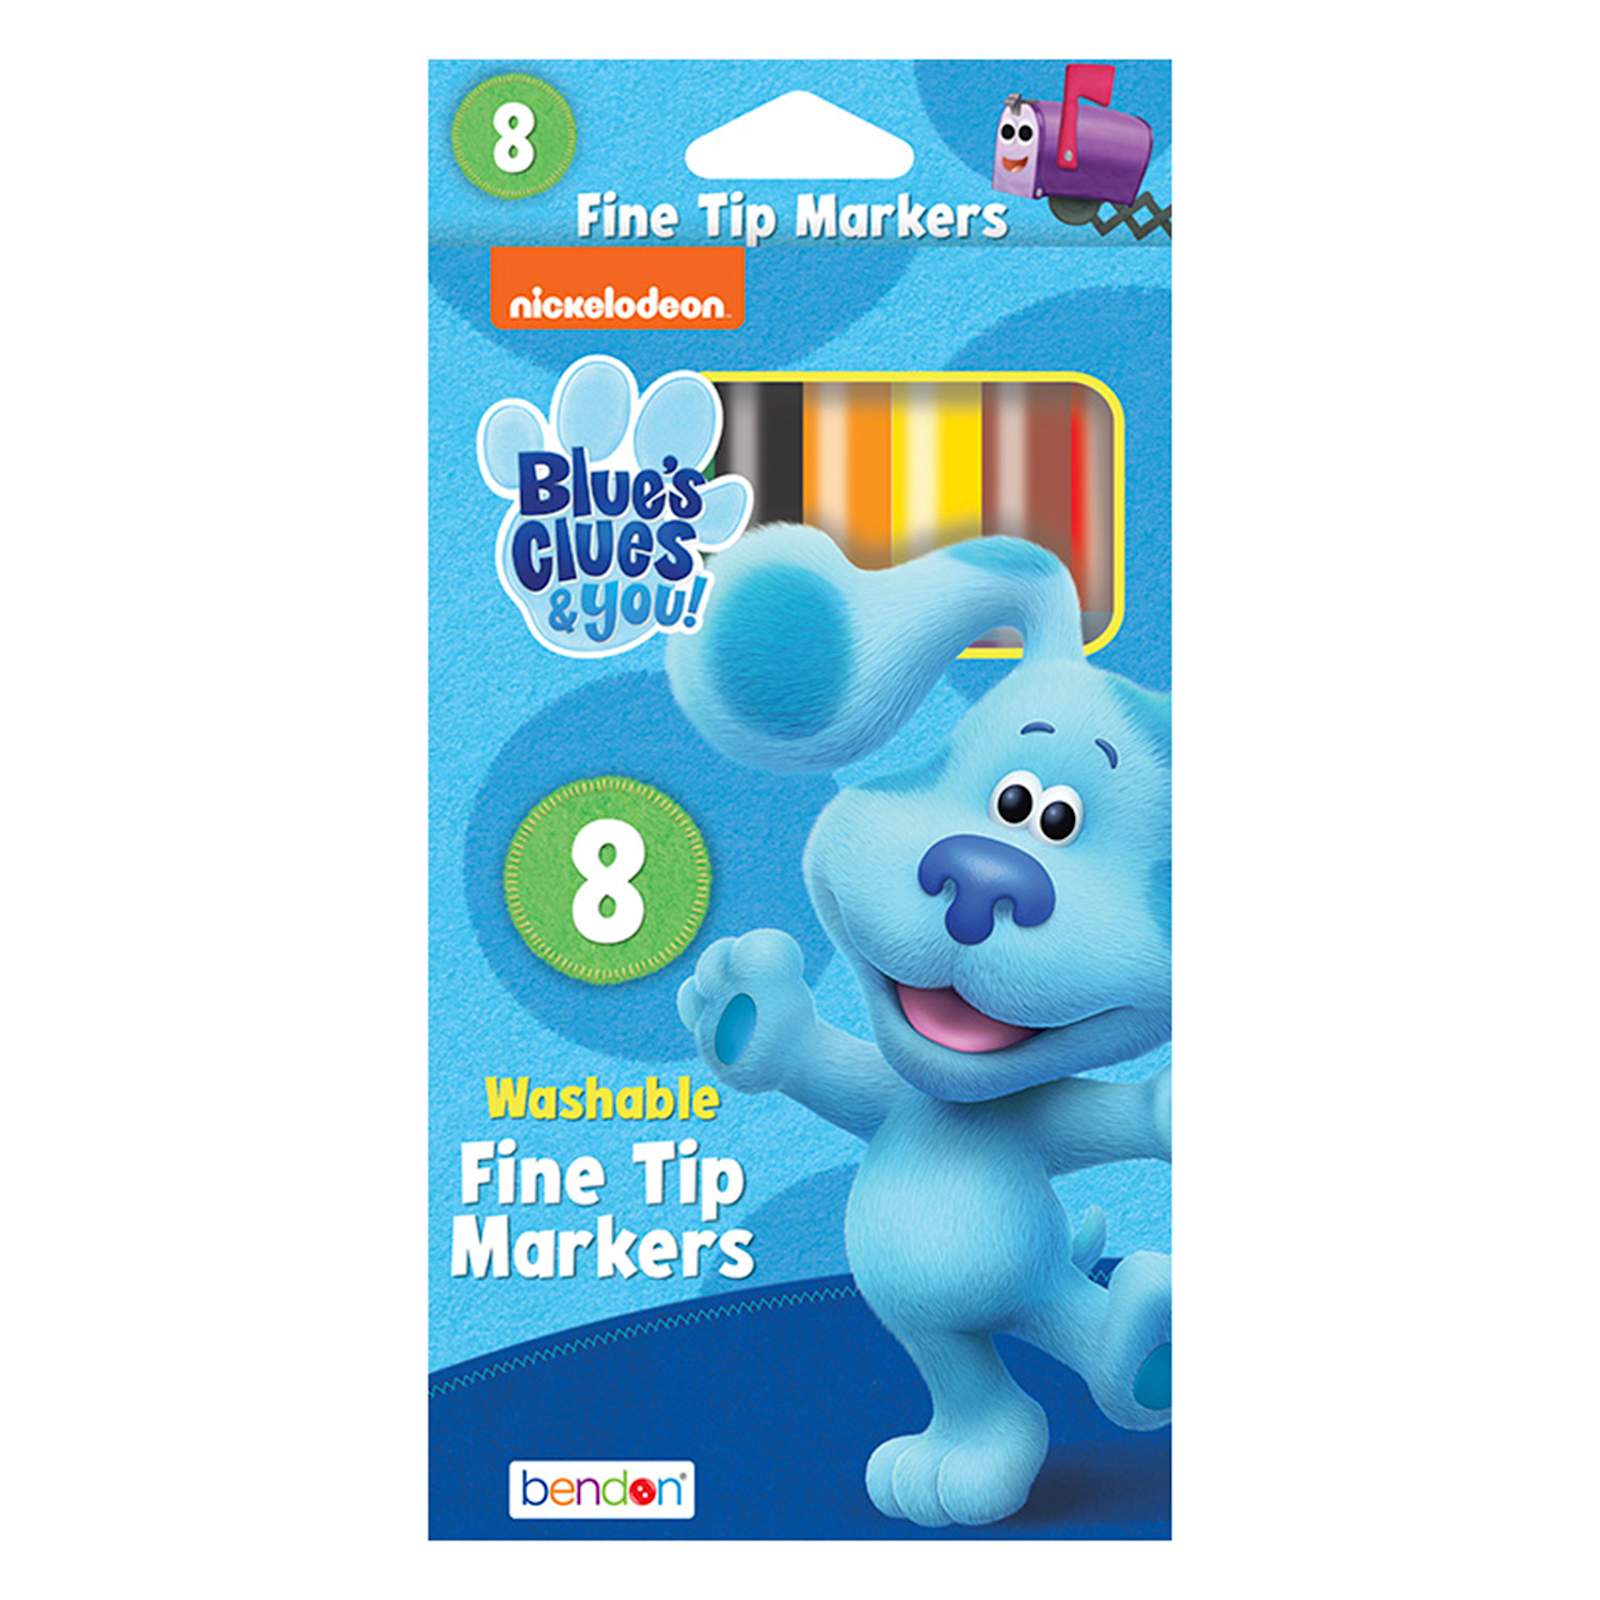 8
Fine Tip Markers
nickelodeon
Blue's
Clues
& you!
8
Washable
Fine Tip
Markers
bendon®